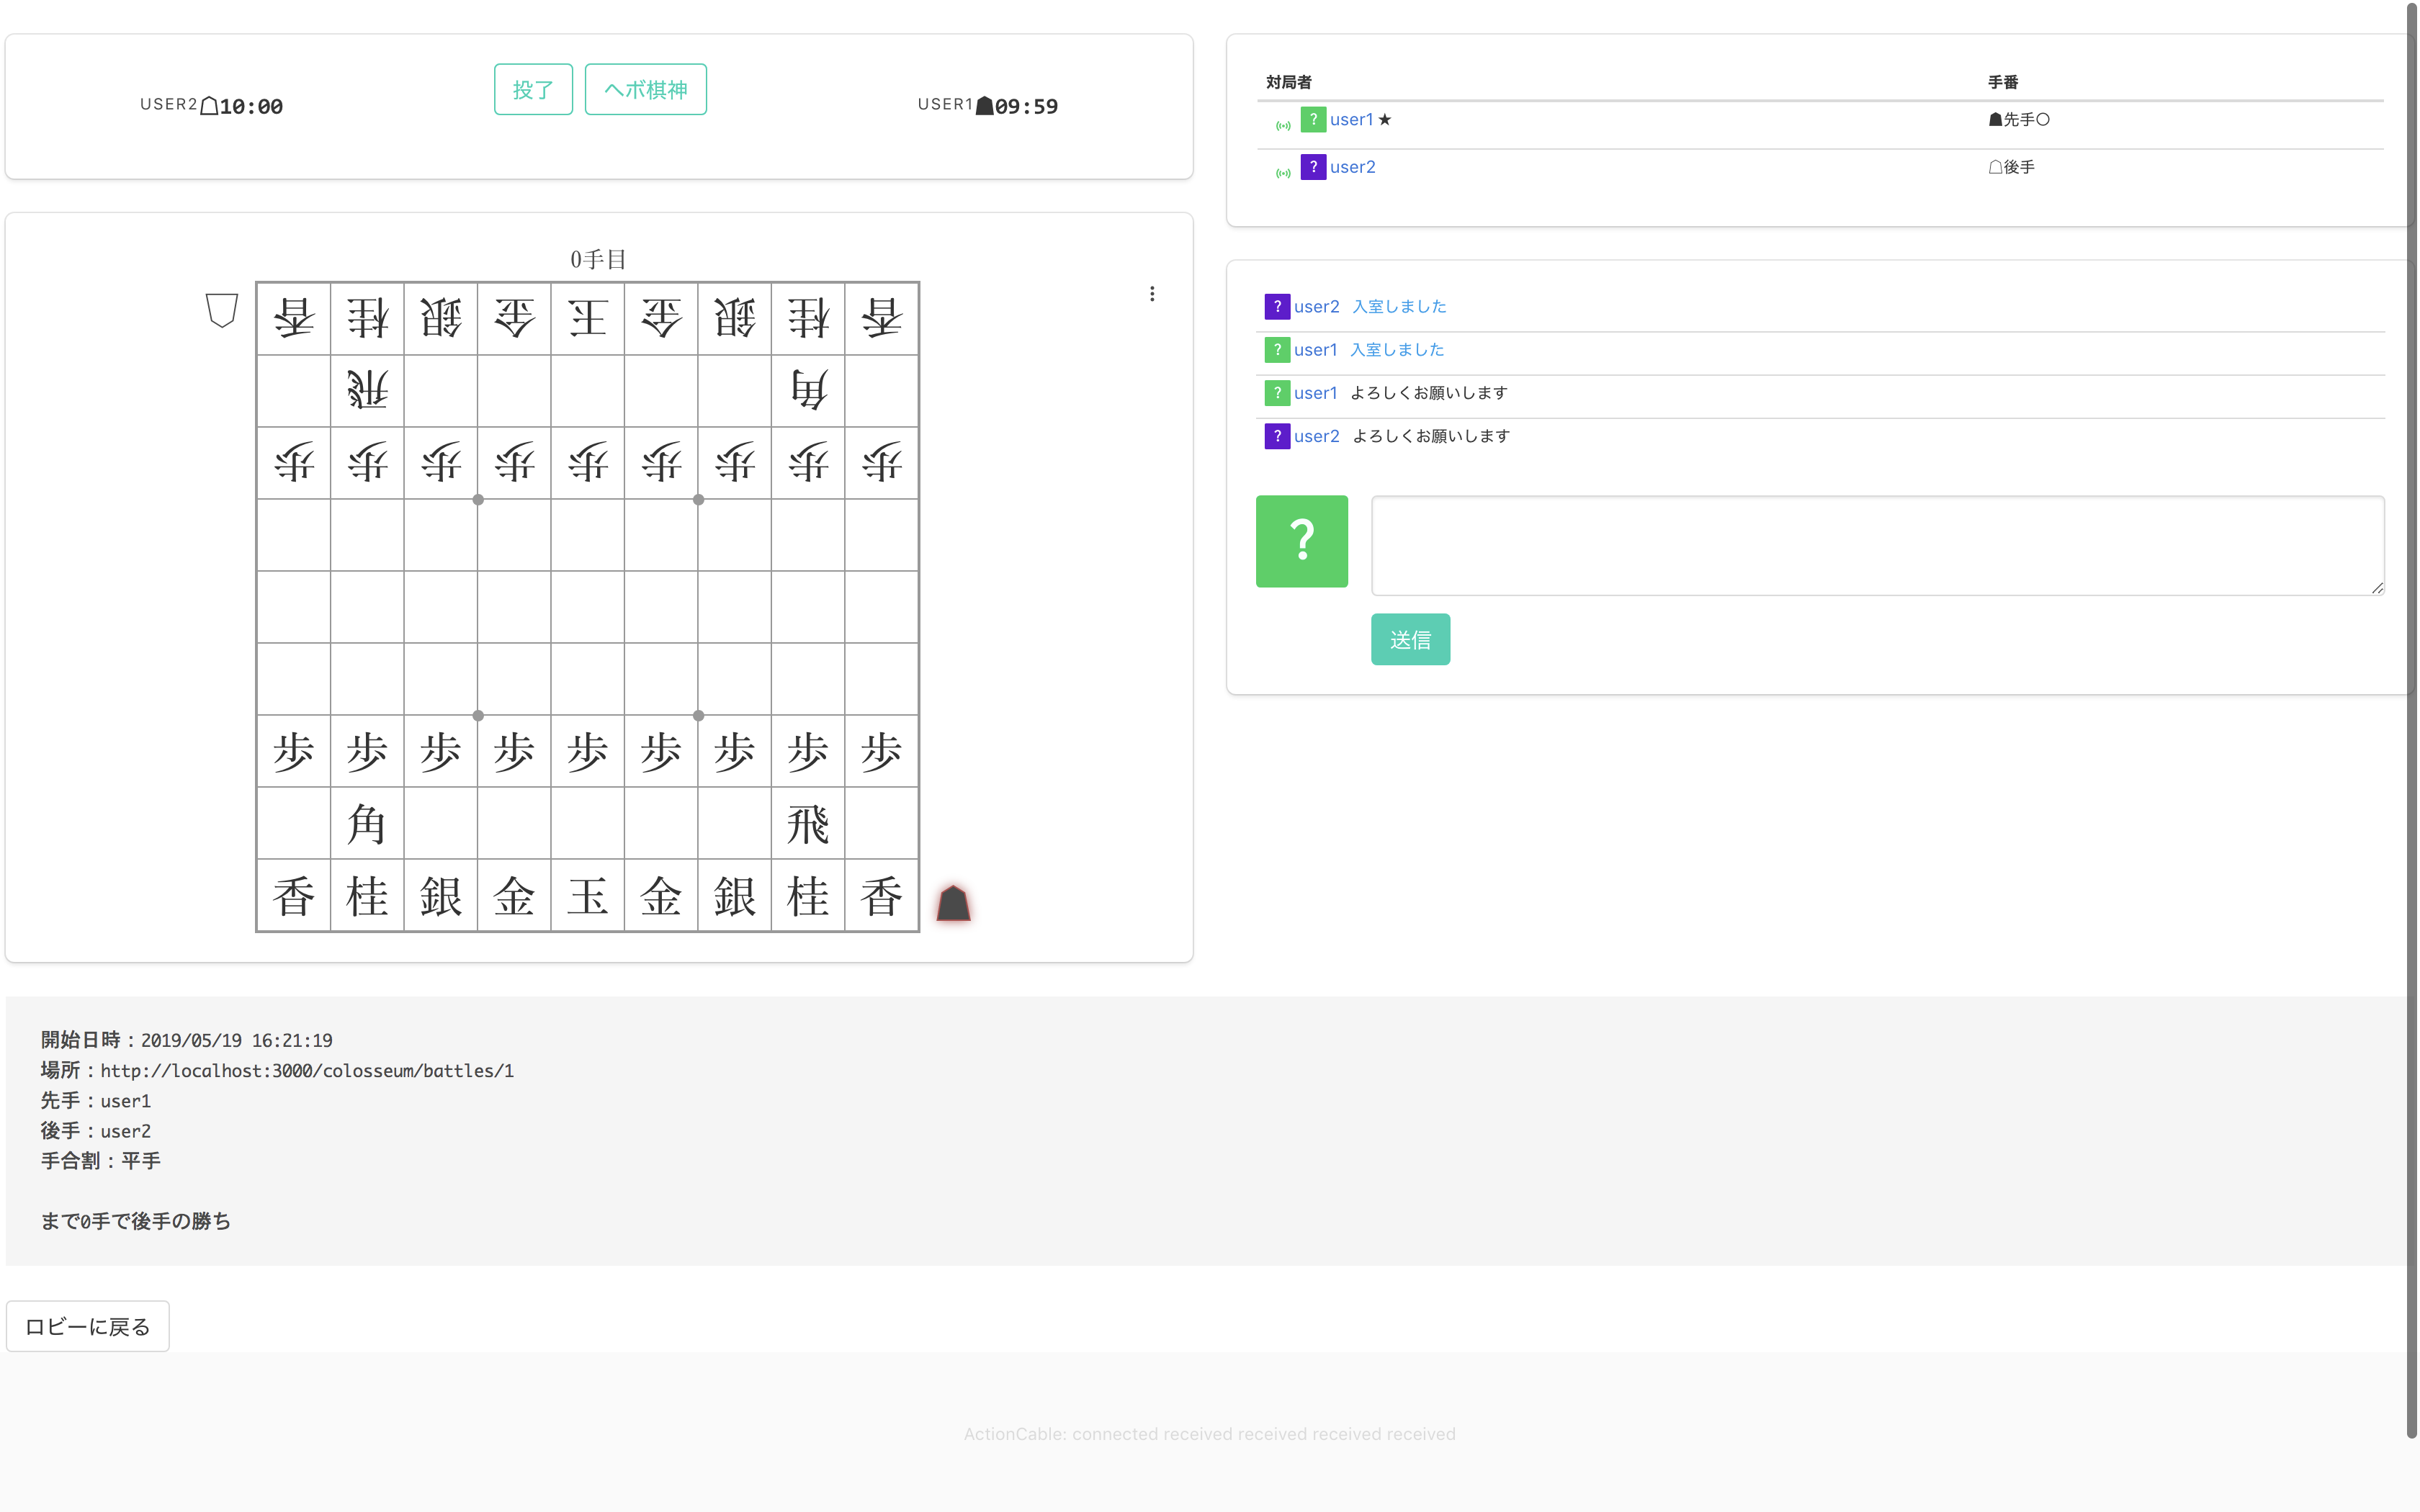 USER2☖10:00
投了
ヘボ棋神
USER1☗09:59
0手目
香 桂 銀 金 王 金 銀 桂 香
飛 角
歩 歩 歩 歩 歩 歩 歩 歩 歩
歩 歩 歩 歩 歩 歩 歩 歩 歩
角 飛
香 桂 銀 金 玉 金 銀 桂 香
対局者 手番
? user1 ★ ☗先手〇
? user2 ☖後手
? user2 入室しました
? user1 入室しました
? user1 よろしくお願いします
? user2 よろしくお願いします
?
送信
開始日時：2019/05/19 16:21:19
場所：http://localhost:3000/colosseum/battles/1
先手：user1
後手：user2
手合割：平手
まで0手で後手の勝ち
ロビーに戻る
ActionCable: connected received received received received